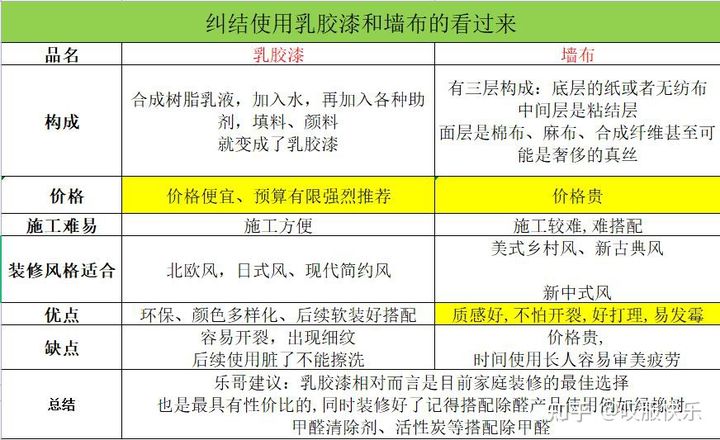 纠结使用乳胶漆和墙布的看过来
品名
乳胶漆
墙布
构成
合成树脂乳液，加入水，再加入各种助
剂，填料、颜料
就变成了乳胶漆
有三层构成：底层的纸或者无纺布
中间层是粘结层
面层是棉布、麻布、合成纤维甚至可
能是奢侈的真丝
价格
价格便宜、预算有限强烈推荐
价格贵
施工难易
施工方便
施工较难,难搭配
装修风格适合
北欧风，日式风、现代简约风
美式乡村风、新古典风
新中式风
优点
环保、颜色多样化、后续软装好搭配
质感好,不怕开裂,好打理,易发霉
缺点
容易开裂，出现细纹
后续使用脏了不能擦洗
价格贵,
时间使用长人容易审美疲劳
总结
乐哥建议：乳胶漆相对而言是目前家庭装修的最佳选择
也是最具有性价比的,同时装修好了记得搭配除醛产品使用例如绿
甲醛清除剂、活性炭等搭配除甲醛
知乎